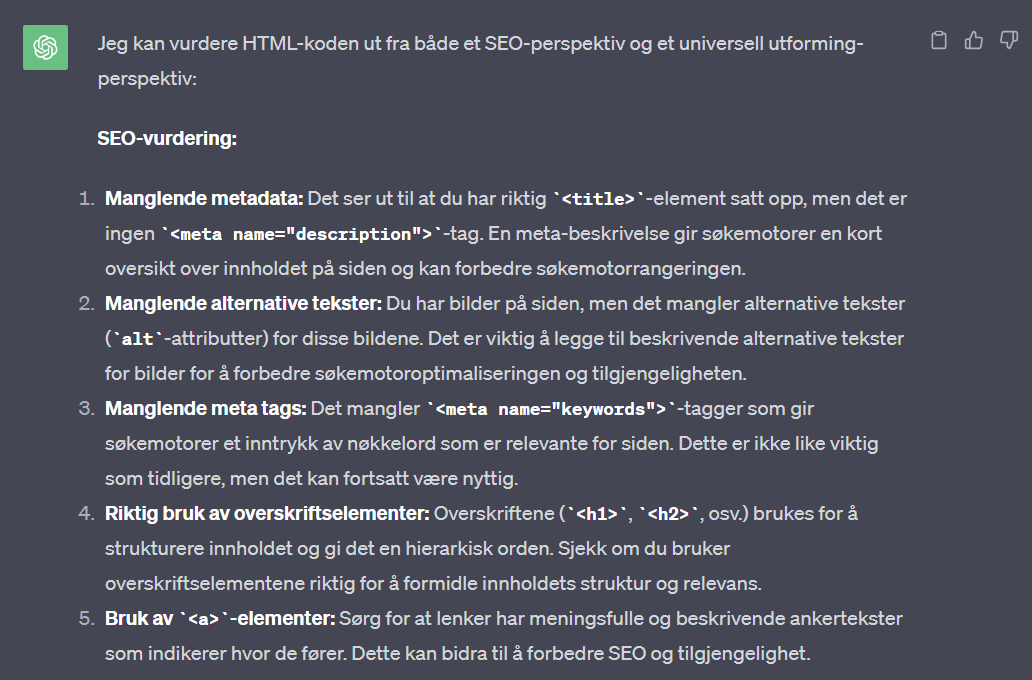 Jeg kan vurdere HTML-koden ut fra både et SEO-perspektiv og et universell utforming-
perspektiv:
SEO-vurdering:
1. Manglende metadata: Det ser ut til at du har riktig `<title>`-element satt opp, men det er
ingen `<meta name="description">`-tag. En meta-beskrivelse gir søkemotorer en kort
oversikt over innholdet på siden og kan forbedre søkemotorrangeringen.
2. Manglende alternative tekster: Du har bilder på siden, men det mangler alternative tekster
(`alt`-attributter) for disse bildene. Det er viktig å legge til beskrivende alternative tekster
for bilder for å forbedre søkemotoroptimaliseringen og tilgjengeligheten.
3. Manglende meta tags: Det mangler `<meta name="keywords">`-tagger som gir
søkemotorer et inntrykk av nøkkelord som er relevante for siden. Dette er ikke like viktig
som tidligere, men det kan fortsatt være nyttig.
4. Riktig bruk av overskriftselementer: Overskriftene (`<h1>`, `<h2>`, osv.) brukes for å
strukturere innholdet og gi det en hierarkisk orden. Sjekk om du bruker
overskriftselementene riktig for å formidle innholdets struktur og relevans.
5. Bruk av `<a>`-elementer: Sørg for at lenker har meningsfulle og beskrivende ankertekster
som indikerer hvor de fører. Dette kan bidra til å forbedre SEO og tilgjengelighet.